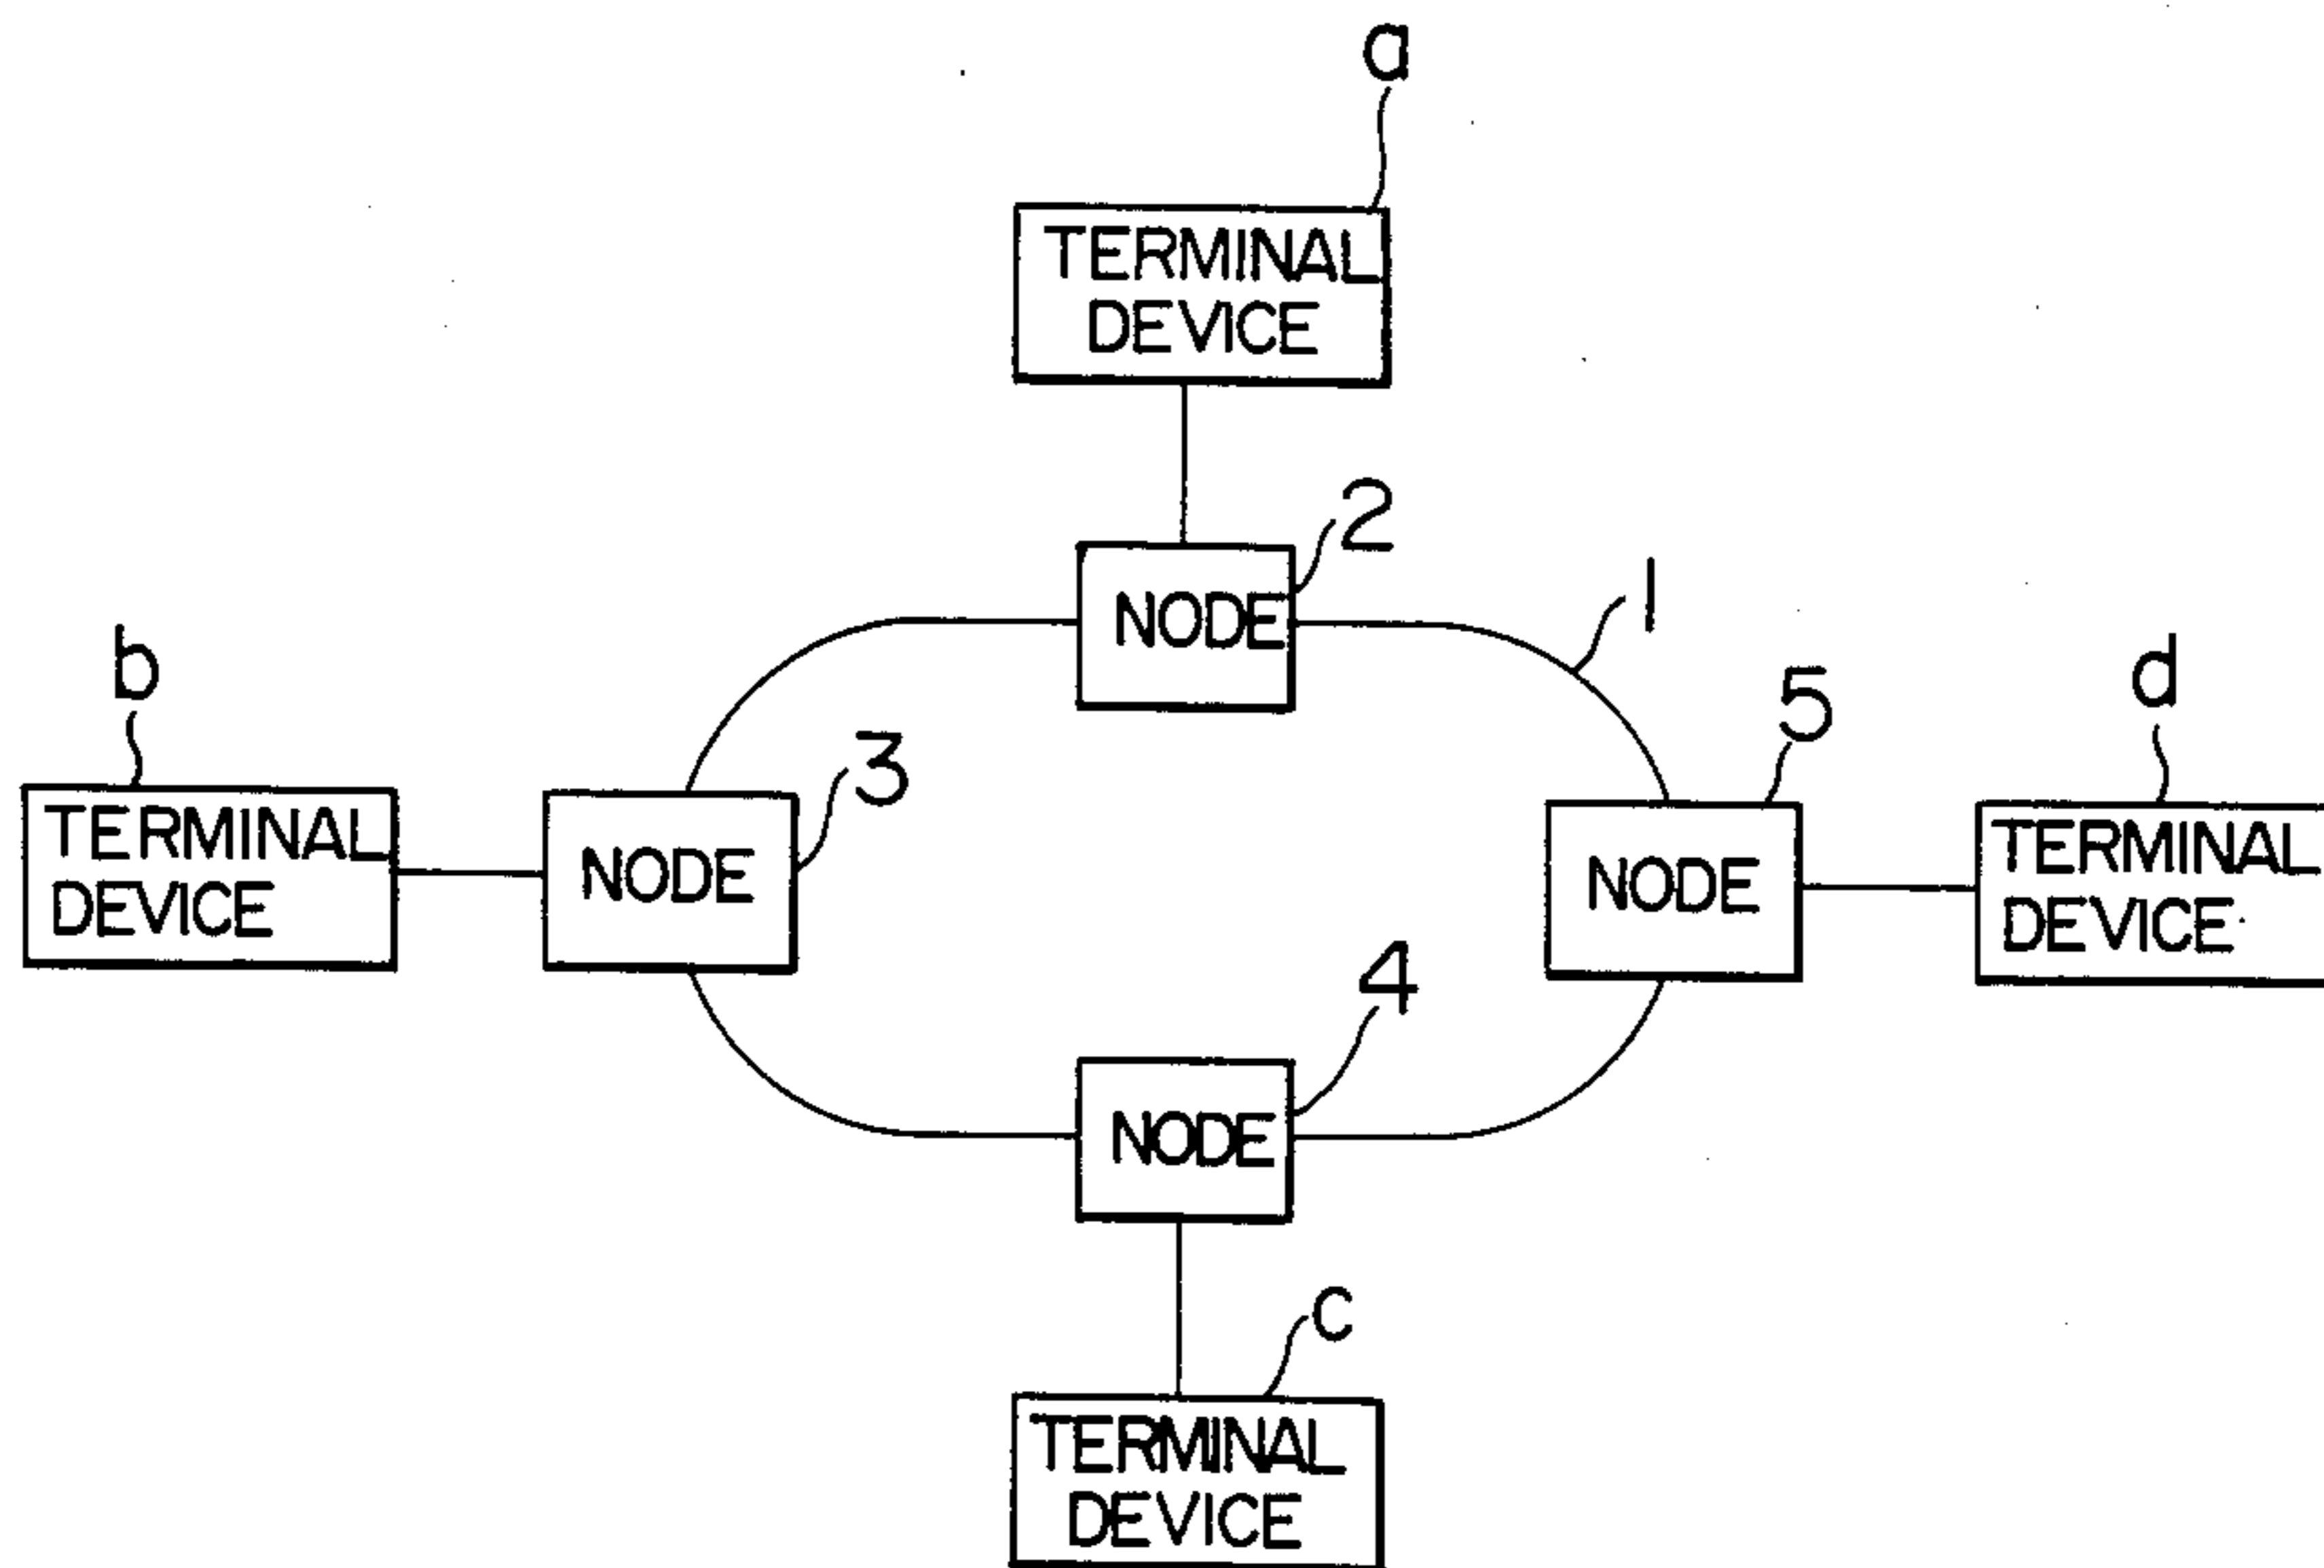 a
TERMINAL
DEVICE
2
NODE
1
b
TERMINAL
DEVICE
3
NODE
5
NODE
d
TERMINAL
DEVICE
4
NODE
c
TERMINAL
DEVICE